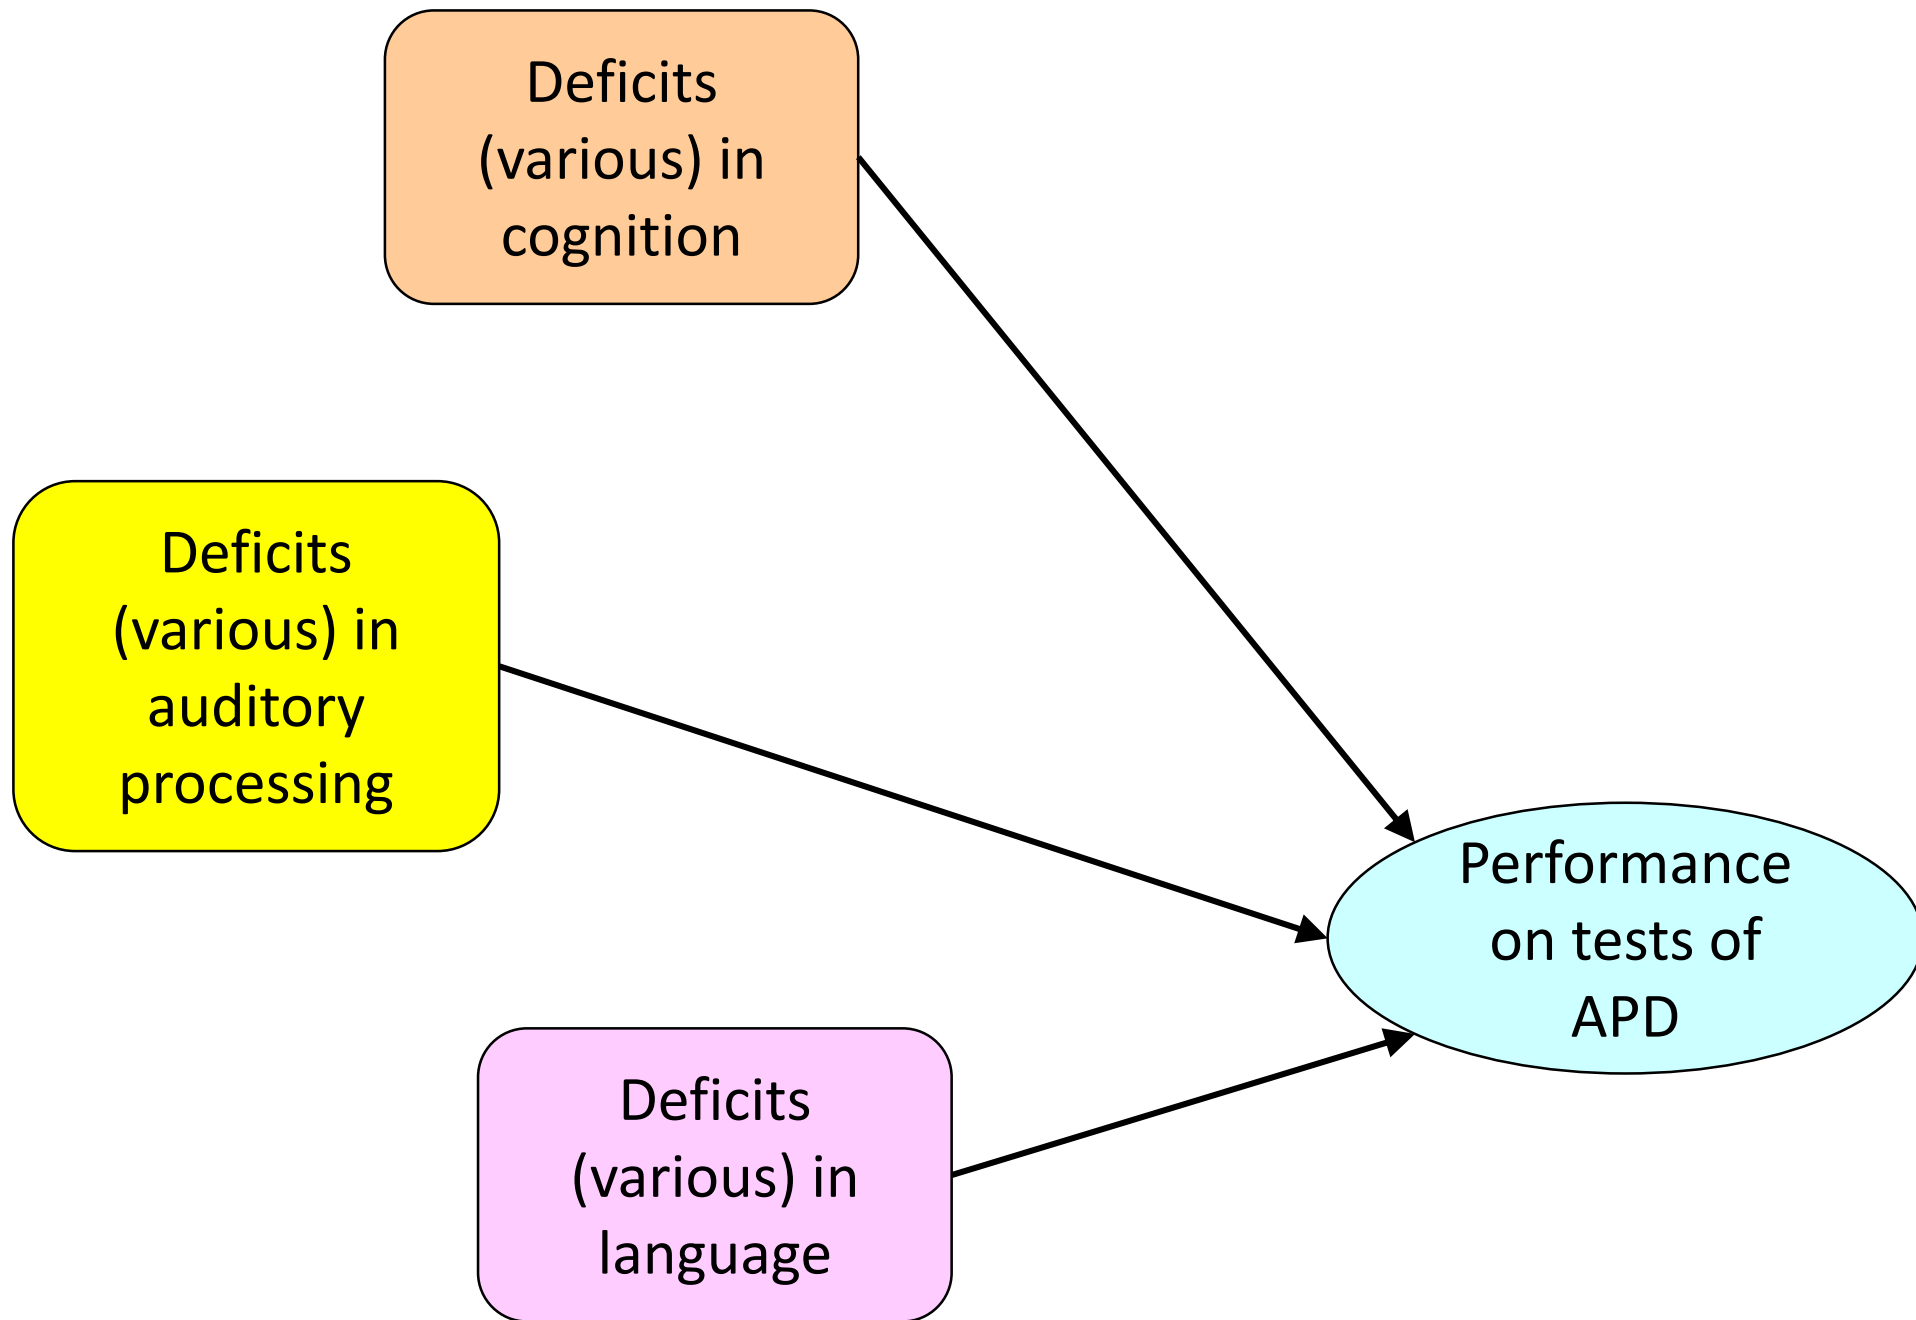 Deficits
(various) in
cognition
Deficits
(various) in
auditory
processing
Performance
on tests of
APD
Deficits
(various) in
language